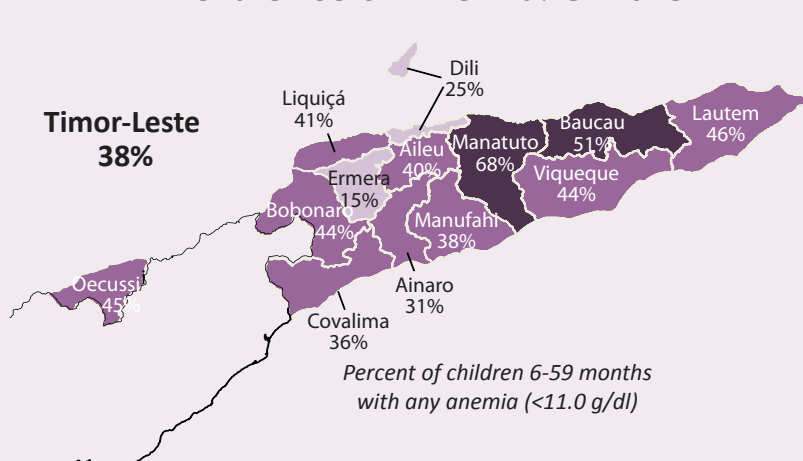 Dili
25%
Liquiçá
41%
Timor-Leste
38%
Aileu
40%
Manatuto
68%
Baucau
51%
Lautem
46%
Ermera
15%
Viqueque
44%
Bobonaro
44%
Manufahi
38%
Oecussi
45%
Ainaro
31%
Covalima
36%
Percent of children 6-59 months
with any anemia (<11.0 g/dl)